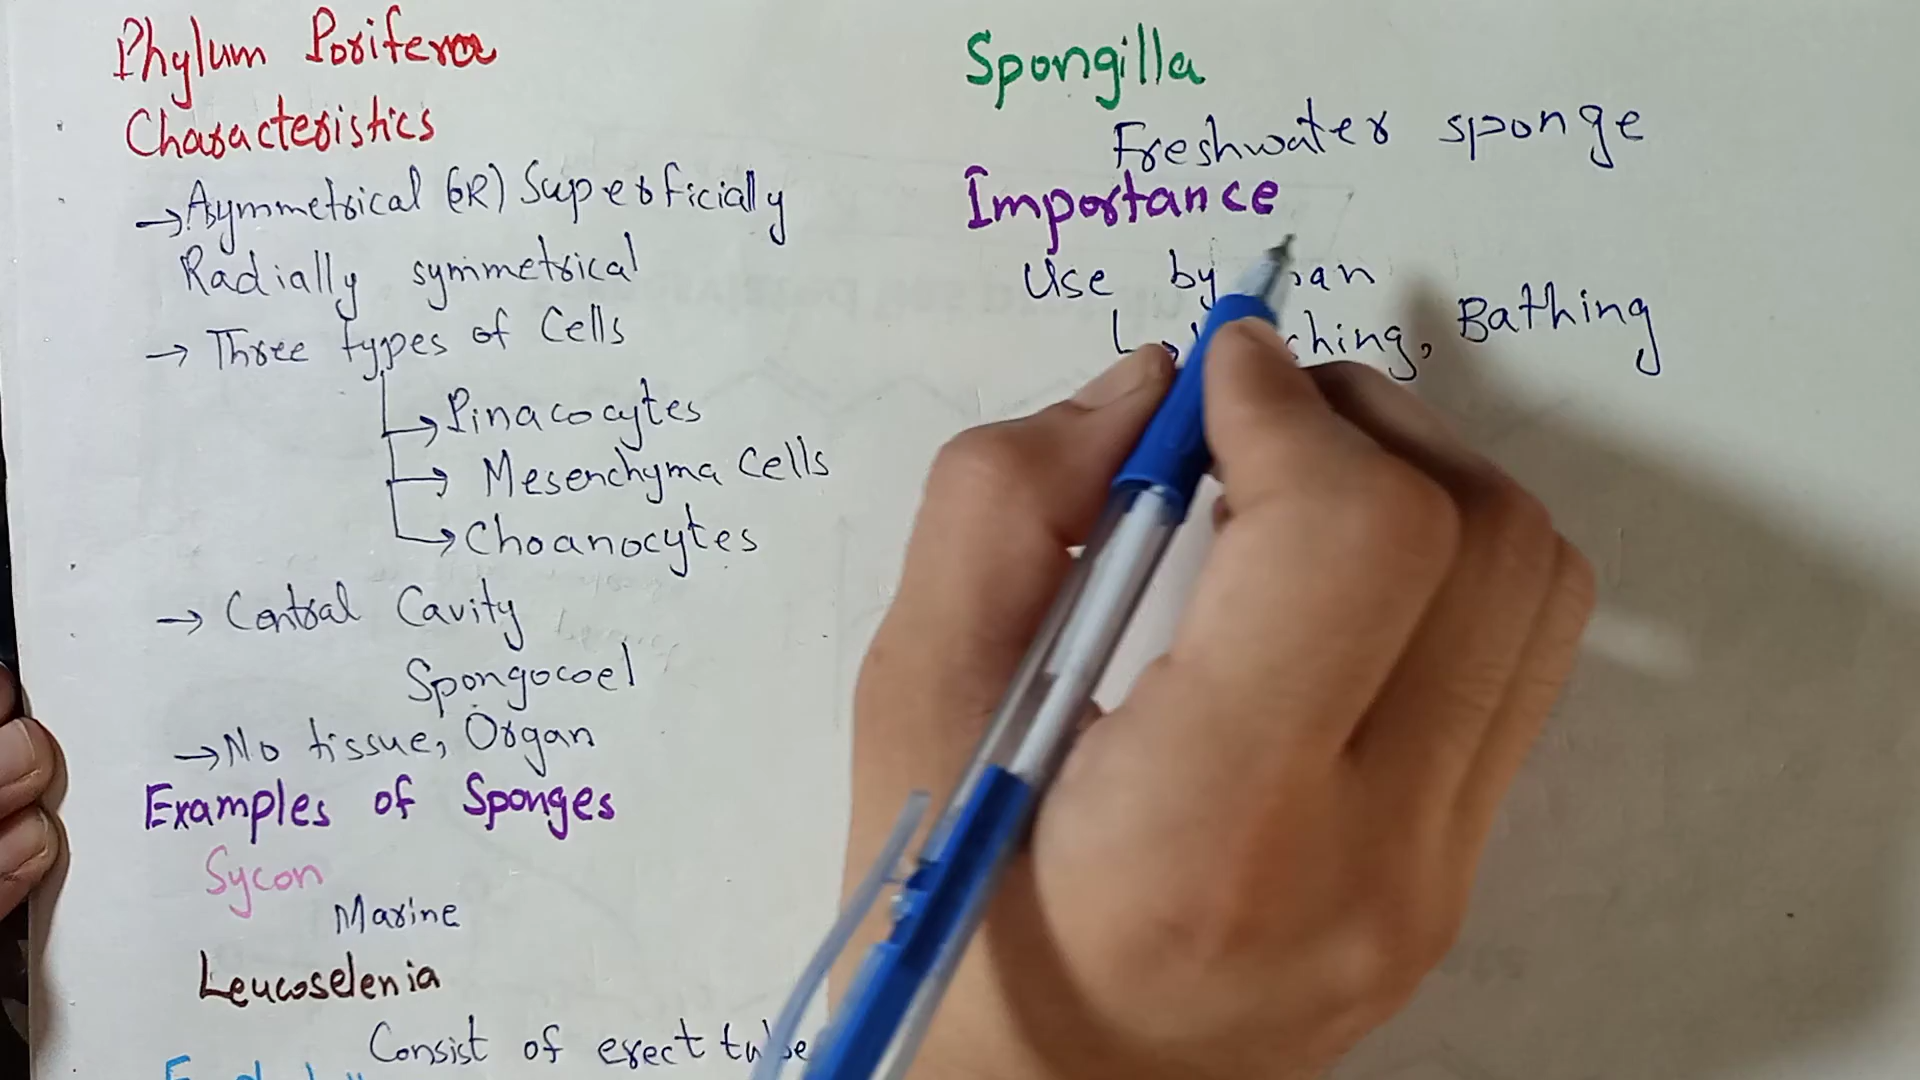 Phylum Porifera
Characteristics
→ Asymmetrical (OR) Superficially
Radially symmetrical
→ Three types of Cells
→ Pinacocytes
→ Mesenchyma Cells
→ Choanocytes
→ Central Cavity
Spongocoel
→ No tissue, Organ
Examples of Sponges
Sycon
Marine
Leucoselenia
Consist of erect tube
Spongilla
Freshwater sponge
Importance
Use by
Bathing